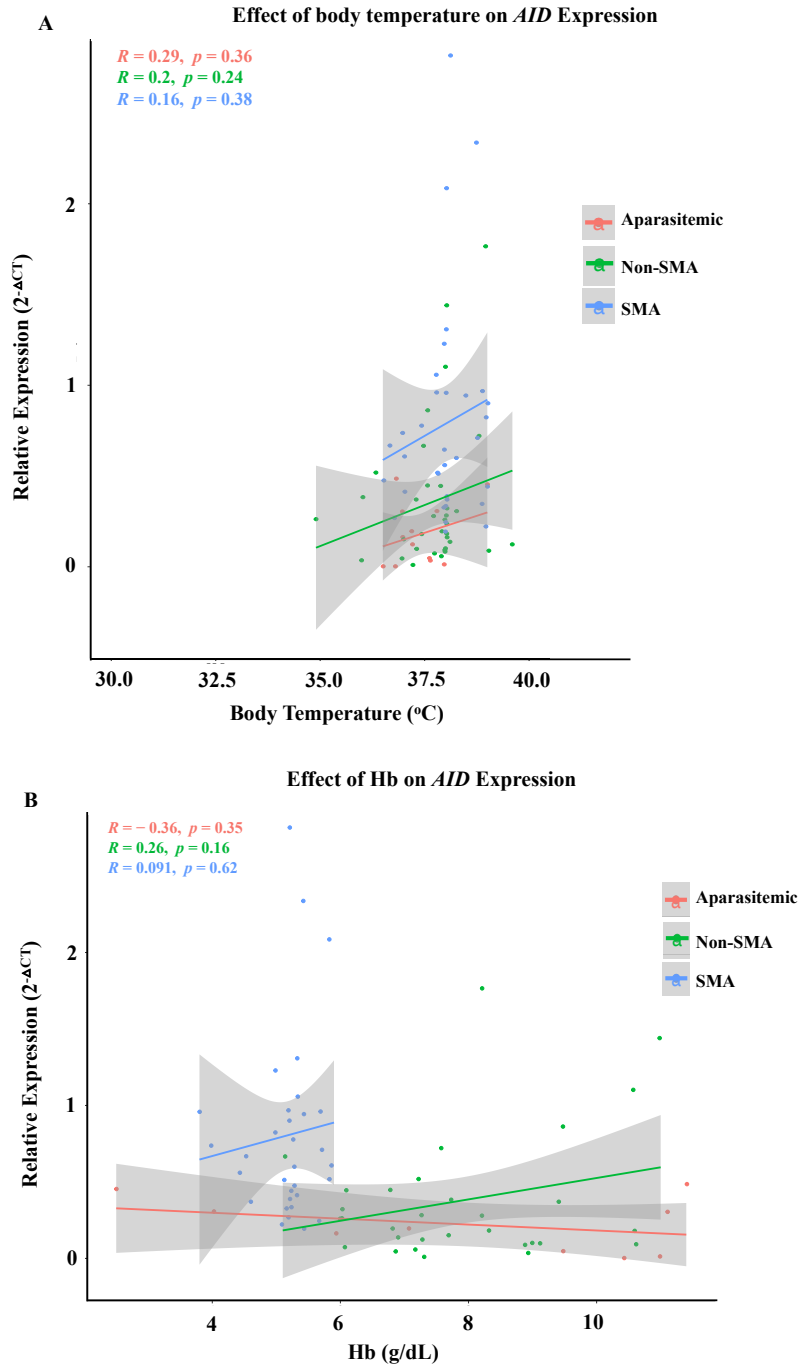 A
Effect of body temperature on AID Expression
R = 0.29, p = 0.36
R = 0.2, p = 0.24
R = 0.16, p = 0.38
2
1
0
Relative Expression (2-ΔCT)
Aparasitemic
Non-SMA
SMA
30.0 32.5 35.0 37.5 40.0
Body Temperature (oC)
Effect of Hb on AID Expression
B
R = − 0.36, p = 0.35
R = 0.26, p = 0.16
R = 0.091, p = 0.62
2
1
0
Relative Expression (2-ΔCT)
Aparasitemic
Non-SMA
SMA
4 6 8 10
Hb (g/dL)